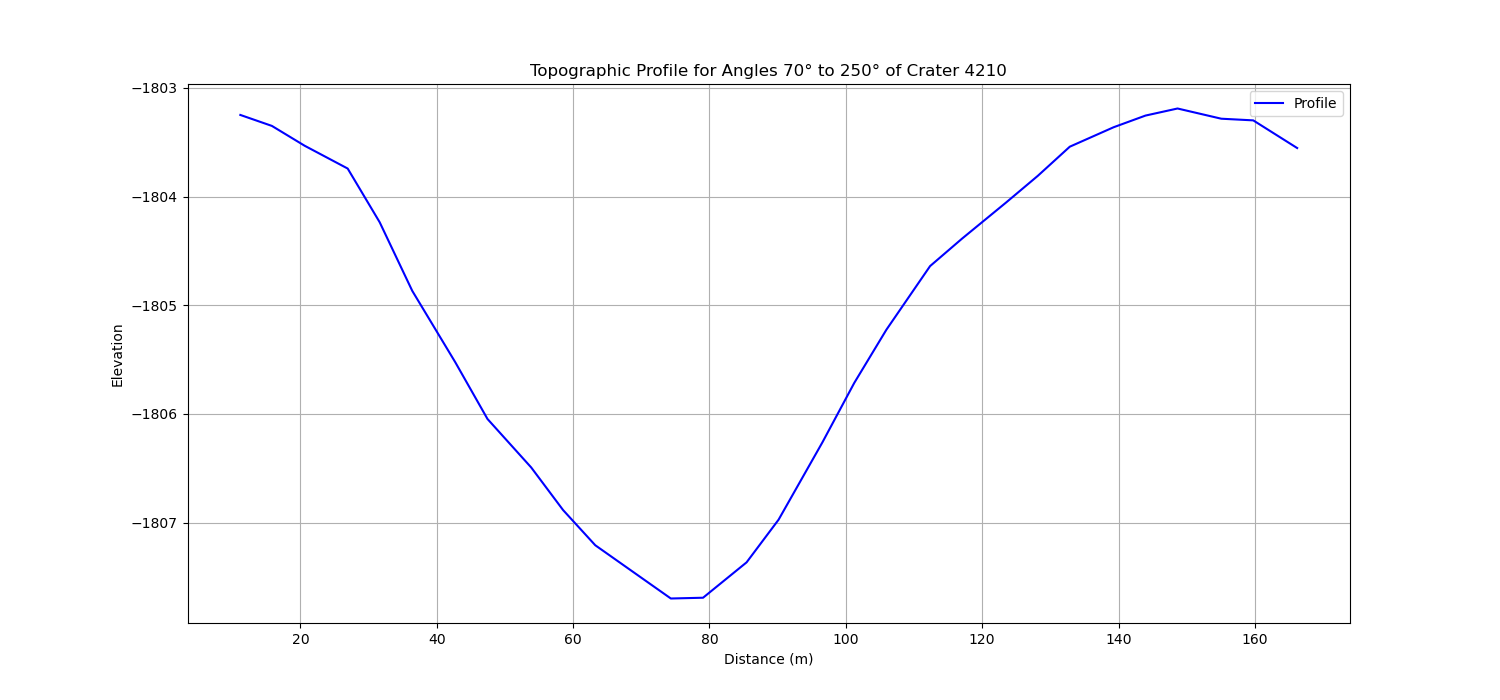 Topographic Profile for Angles 70° to 250° of Crater 4210
Profile
−1803
−1804
−1805
−1806
−1807
Elevation
20 40 60 80 100 120 140 160
Distance (m)